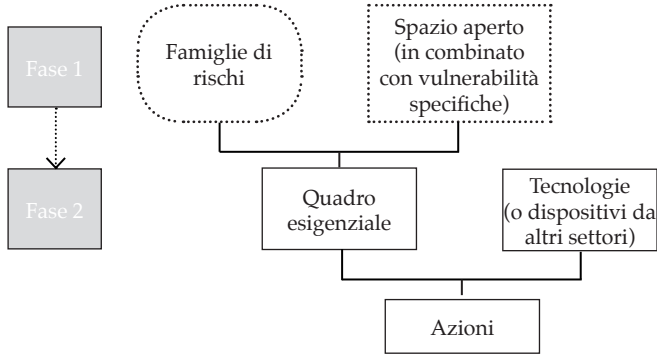 Fase 1
Famiglie di
rischi
Spazio aperto
(in combinato
con vulnerabilità
specifiche)
Fase 2
Quadro
esigenziale
Tecnologie
(o dispositivi da
altri settori)
Azioni